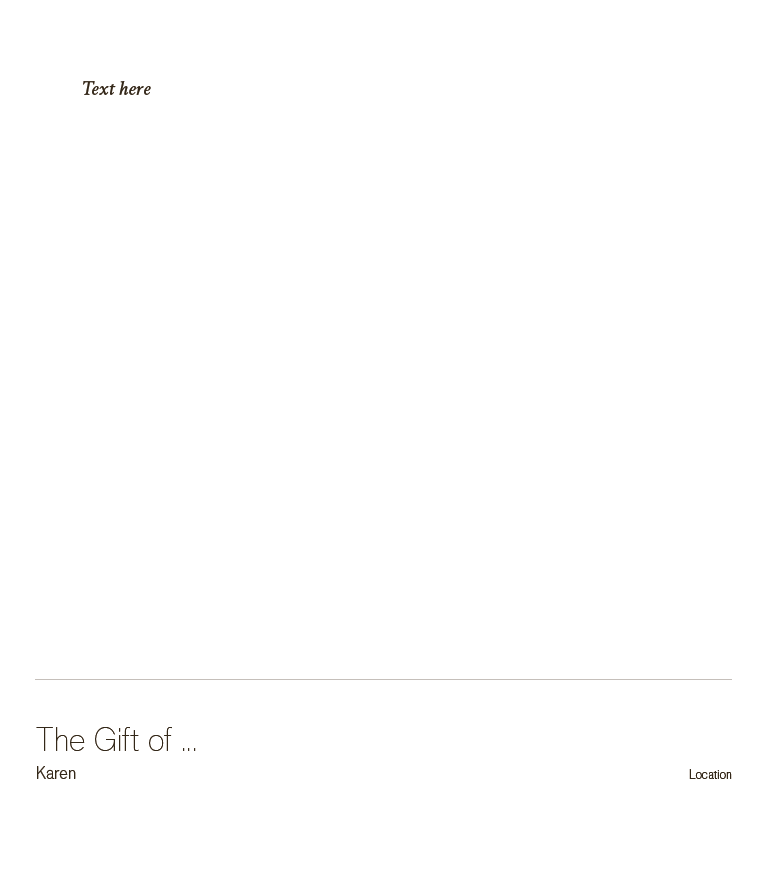 Text here
The Gift of ...
Karen
Location